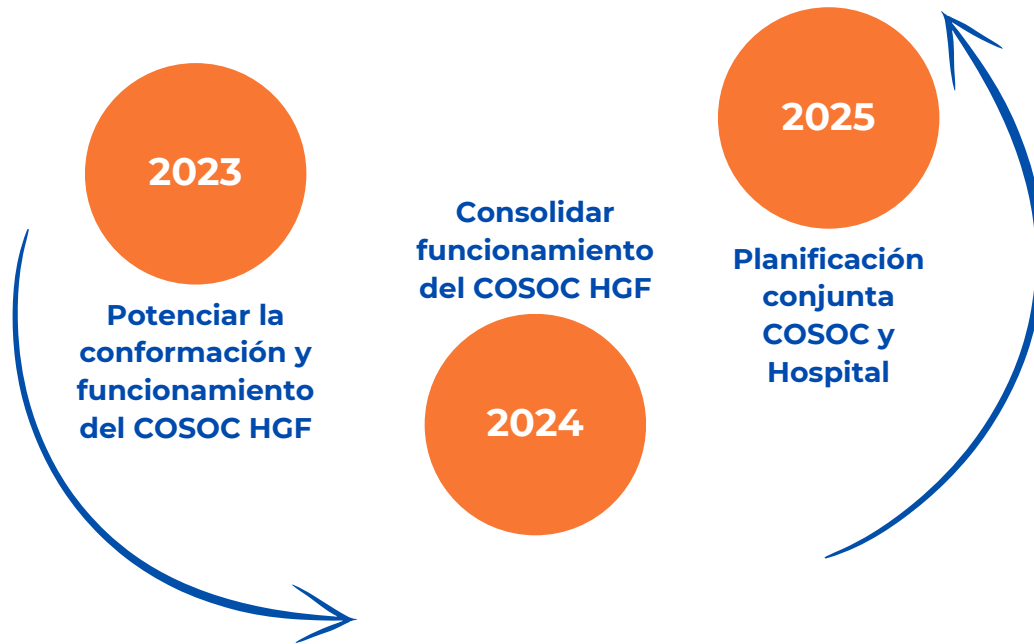 2023
Potenciar la
conformación y
funcionamiento
del COSOC HGF
Consolidar
funcionamiento
del COSOC HGF
2024
2025
Planificación
conjunta
COSOC y
Hospital